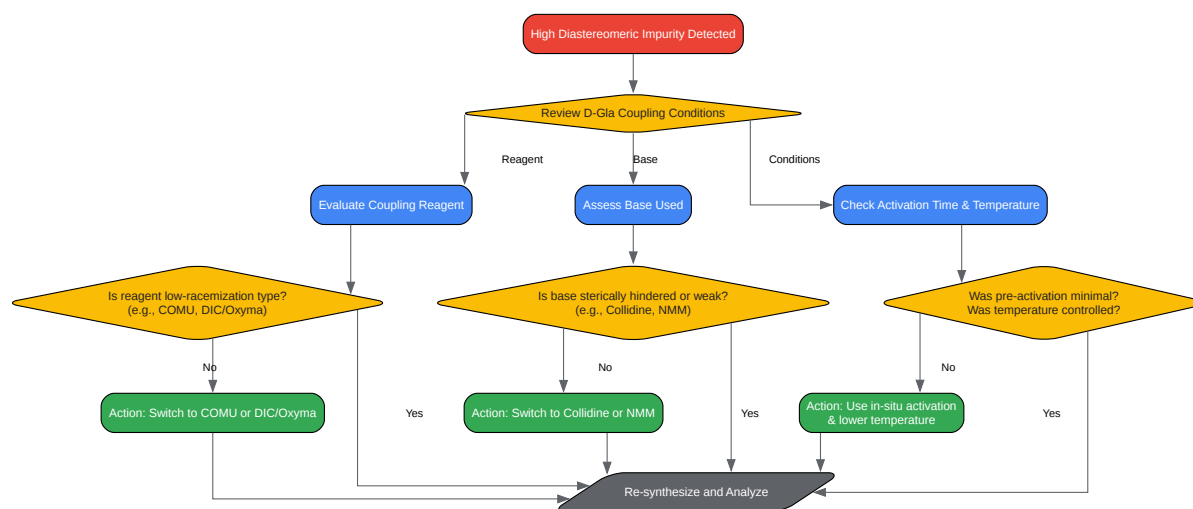 High Diastereomeric Impurity Detected
Review D-Gla Coupling Conditions
Reagent
Base
Conditions
Evaluate Coupling Reagent
Assess Base Used
Check Activation Time & Temperature
Is reagent low-racemization type?
(e.g., COMU, DIC/Oxyma)
Is base sterically hindered or weak?
(e.g., Collidine, NMM)
Was pre-activation minimal?
Was temperature controlled?
No
No
No
Action: Switch to COMU or DIC/Oxyma
Yes
Action: Switch to Collidine or NMM
Yes
Action: Use in-situ activation
& lower temperature
Yes
Re-synthesize and Analyze